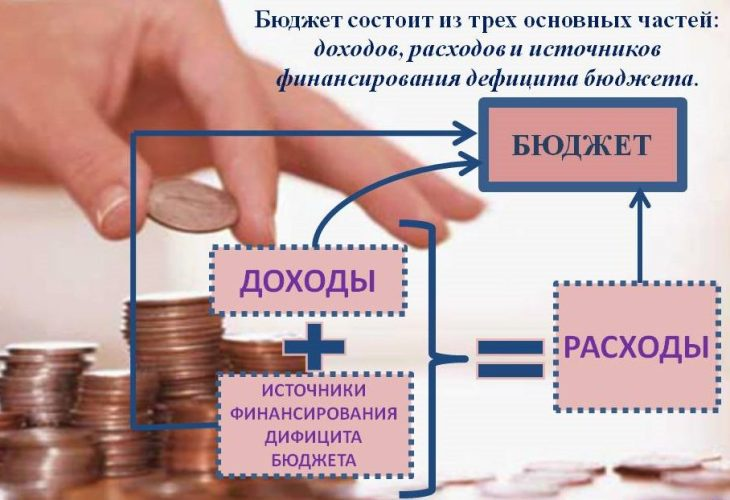 Бюджет состоит из трех основных частей:
доходов, расходов и источников
финансирования дефицита бюджета.
БЮДЖЕТ
ДОХОДЫ
+
ИСТОЧНИКИ
ФИНАНСИРОВАНИЯ
ДИФИЦИТА
БЮДЖЕТА
=
РАСХОДЫ